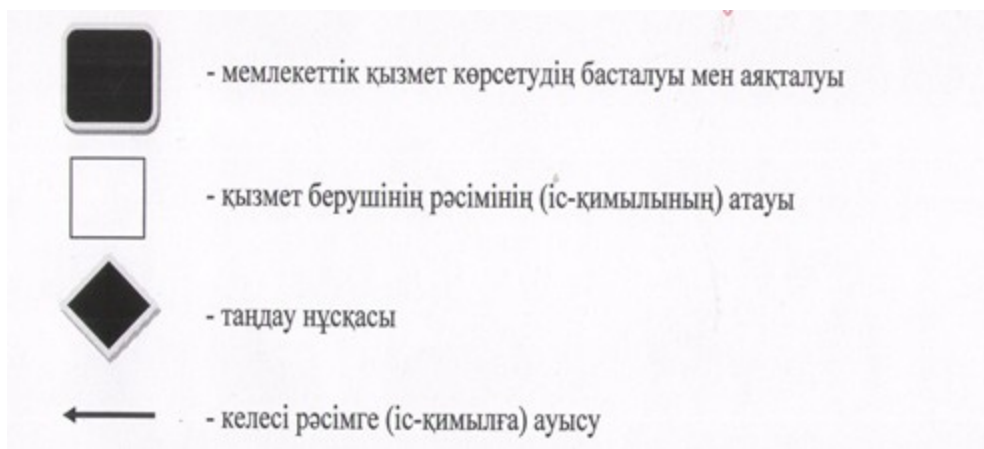 - мемлекеттік қызмет көрсетудің басталуы мен аяқталуы
- қызмет берушінің рәсімінің (іс-қимылының) атауы
- таңдау нұсқасы
- келесі рәсімге (іс-қимылға) ауысу